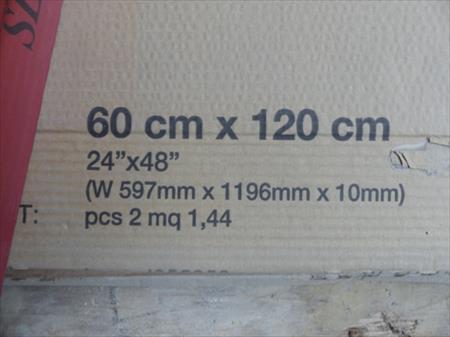 60 cm x 120 cm
24”x48”
(W 597mm x 1196mm x 10mm)
T: pcs 2 mq 1,44